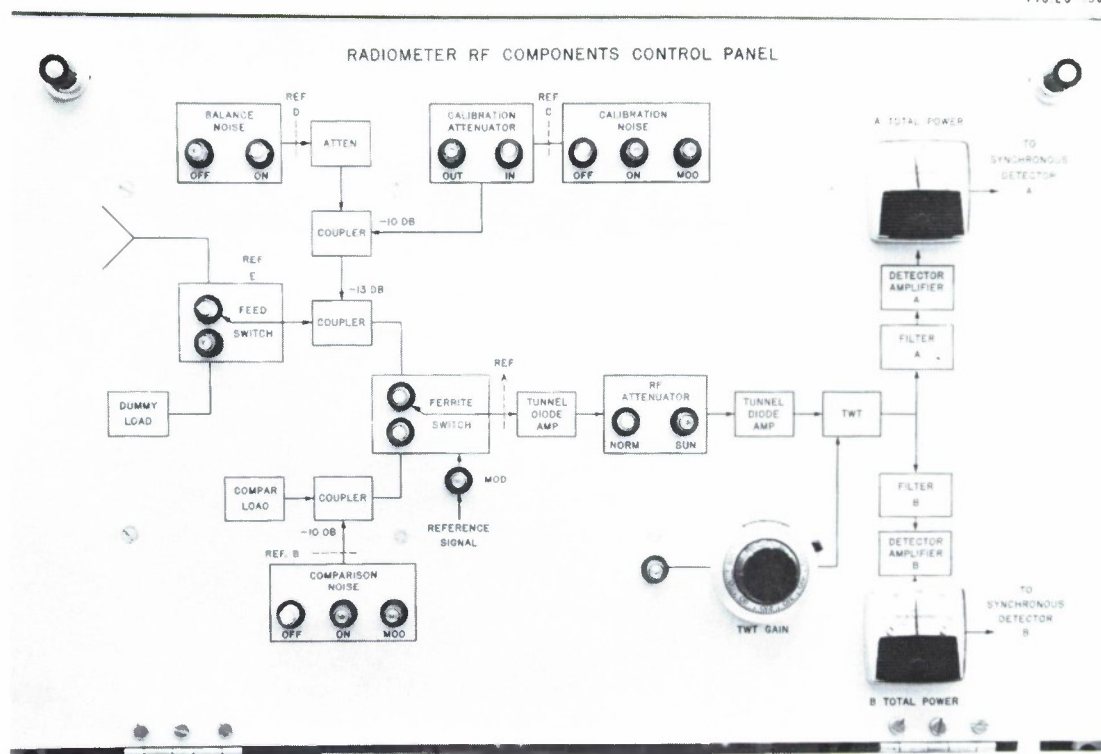 RADIOMETER RF COMPONENTS CONTROL PANEL
BALANCE
NOISE
OFF
ON
REF
D
ATTEN
CALIBRATION
ATTENUATOR
OUT
IN
REF
C
CALIBRATION
NOISE
OFF
ON
MOD
A TOTAL POWER
TO
SYNCHRONOUS
DETECTOR
A
COUPLER
-10 DB
REF
E
-13 DB
FEED
SWITCH
COUPLER
DETECTOR
AMPLIFIER
A
FILTER
A
DUMMY
LOAD
FERRITE
SWITCH
REF
A
TUNNEL
DIODE
AMP
RF
ATTENUATOR
NORM
SUN
TUNNEL
DIODE
AMP
TWT
COMPAR
LOAD
COUPLER
MOD
REFERENCE
SIGNAL
-10 DB
REF. B
FILTER
B
DETECTOR
AMPLIFIER
B
COMPARISON
NOISE
OFF
ON
MOD
TWT GAIN
TO
SYNCHRONOUS
DETECTOR
B
B TOTAL POWER